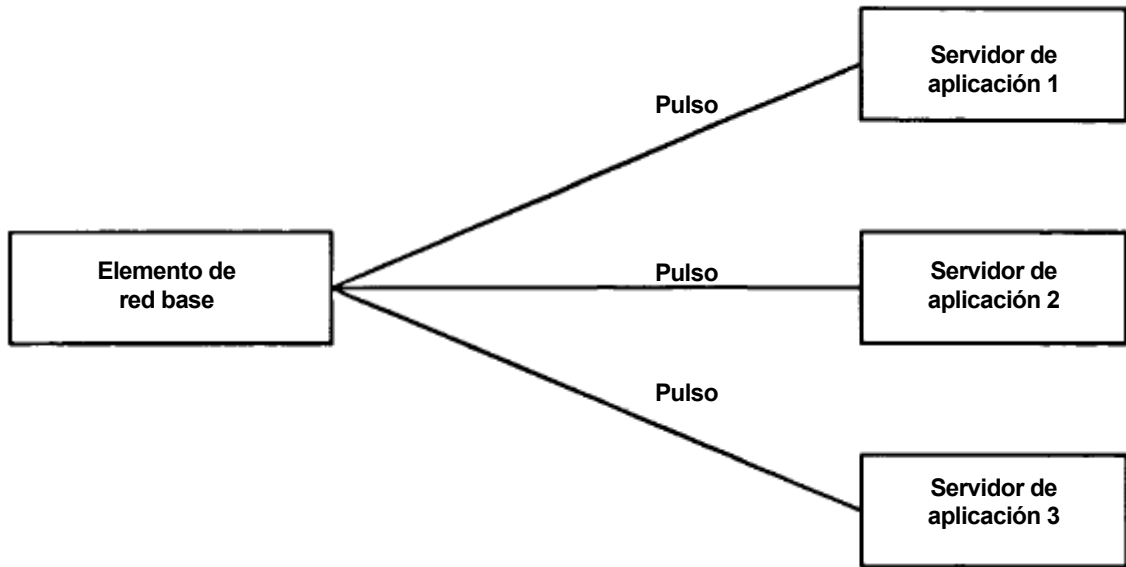 Servidor de
aplicación 1
Pulso
Elemento de
red base
Pulso
Servidor de
aplicación 2
Pulso
Servidor de
aplicación 3